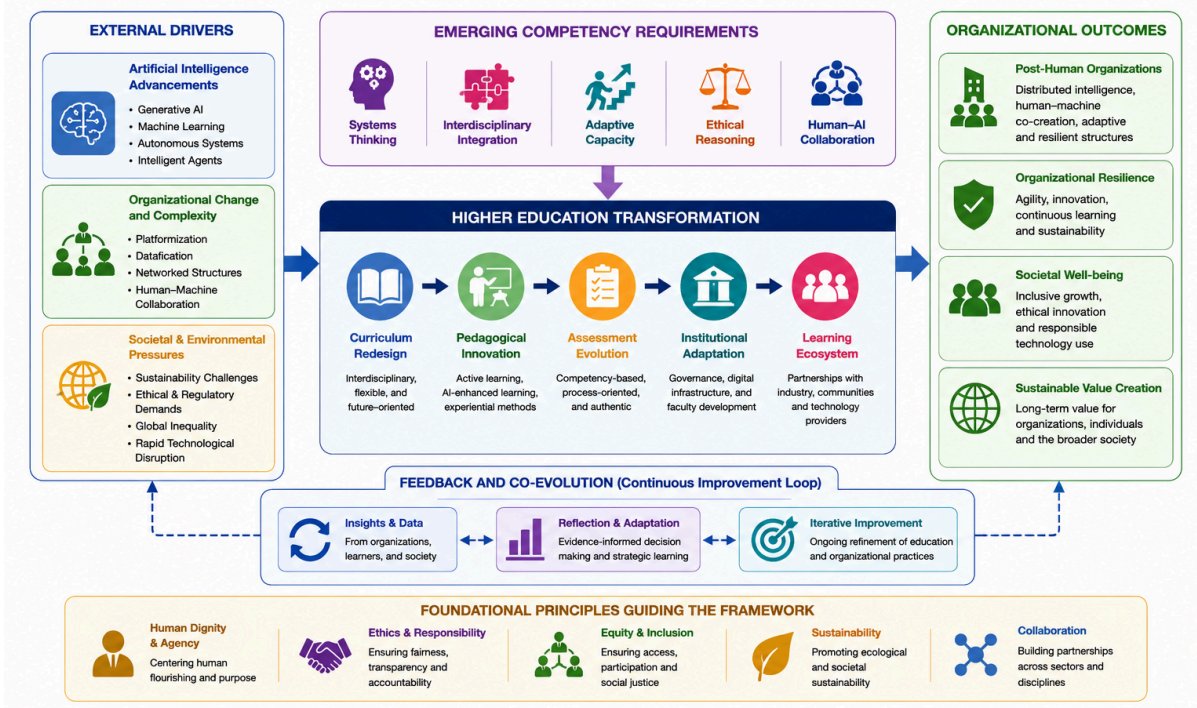 EXTERNAL DRIVERS
Artificial Intelligence
Advancements
• Generative AI
• Machine Learning
• Autonomous Systems
• Intelligent Agents
Organizational Change
and Complexity
• Platformization
• Datafication
• Networked Structures
• Human–Machine
Collaboration
Societal & Environmental
Pressures
• Sustainability Challenges
• Ethical & Regulatory
Demands
• Global Inequality
• Rapid Technological
Disruption
EMERGING COMPETENCY REQUIREMENTS
Systems
Thinking
Interdisciplinary
Integration
Adaptive
Capacity
Ethical
Reasoning
Human–AI
Collaboration
HIGHER EDUCATION TRANSFORMATION
Curriculum
Redesign
Interdisciplinary,
flexible, and
future–oriented
Pedagogical
Innovation
Active learning,
AI-enhanced learning,
experiential methods
Assessment
Evolution
Competency-based,
process-oriented,
and authentic
Institutional
Adaptation
Governance, digital
infrastructure, and
faculty development
Learning
Ecosystem
Partnerships with
industry, communities
and technology
providers
ORGANIZATIONAL OUTCOMES
Post-Human Organizations
Distributed intelligence,
human–machine
co-creation, adaptive
and resilient structures
Organizational Resilience
Agility, innovation,
continuous learning
and sustainability
Societal Well-being
Inclusive growth,
ethical innovation
and responsible
technology use
Sustainable Value Creation
Long-term value for
organizations, individuals
and the broader society
FEEDBACK AND CO-EVOLUTION (Continuous Improvement Loop)
Insights & Data
From organizations,
learners, and society
Reflection & Adaptation
Evidence-informed decision
making and strategic learning
Iterative Improvement
Ongoing refinement of education
and organizational practices
FOUNDATIONAL PRINCIPLES GUIDING THE FRAMEWORK
Human Dignity
& Agency
Centering human
flourishing and purpose
Ethics & Responsibility
Ensuring fairness,
transparency and
accountability
Equity & Inclusion
Ensuring access,
participation and
social justice
Sustainability
Promoting ecological
and societal
sustainability
Collaboration
Building partnerships
across sectors and
disciplines